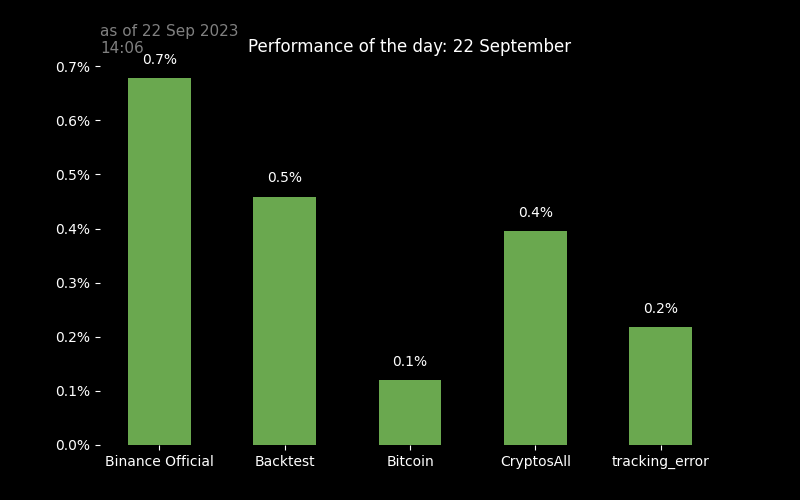 as of 22 Sep 2023
14:06
Performance of the day: 22 September
0.7%
0.6%
0.5%
0.4%
0.3%
0.2%
0.1%
0.0%
0.7%
0.5%
0.1%
0.4%
0.2%
Binance Official
Backtest
Bitcoin
CryptosAll
tracking_error